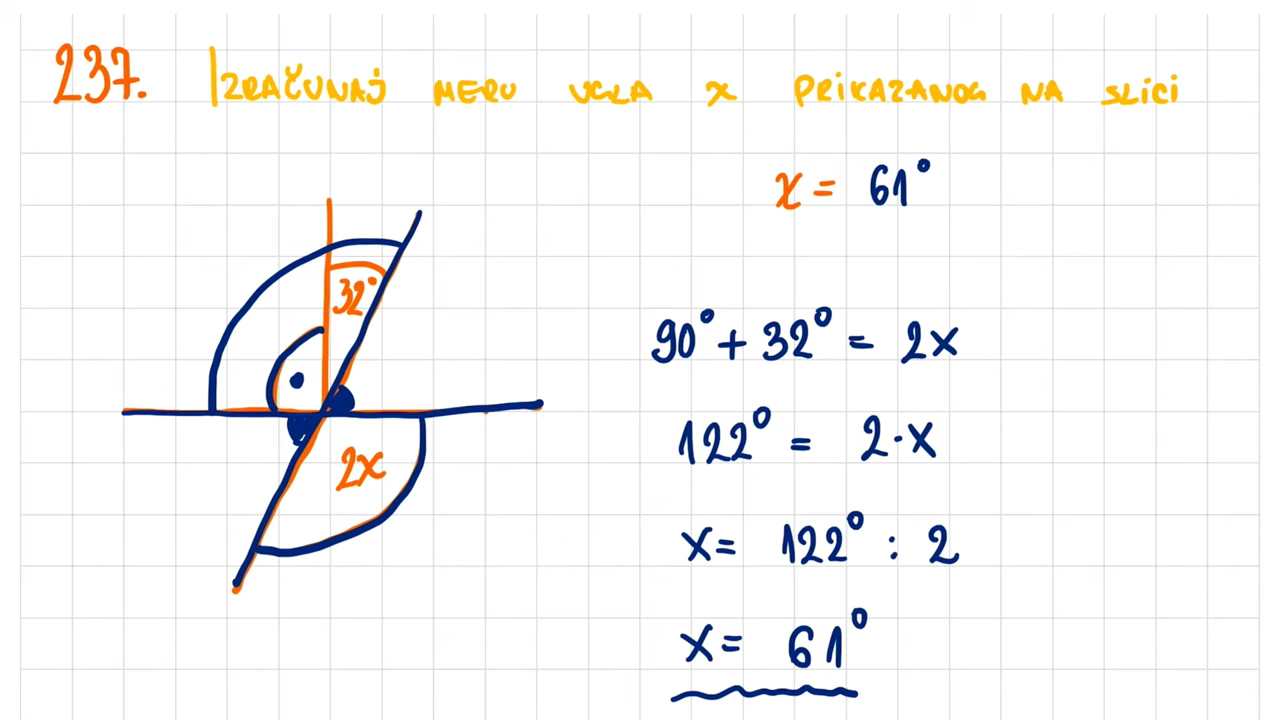 237. IZRAČUNAJ MERU UGLA x PRIKAZANOG NA SLICI
x = 61°
32°
2x
90° + 32° = 2x
122° = 2·x
x = 122° : 2
x = 61°